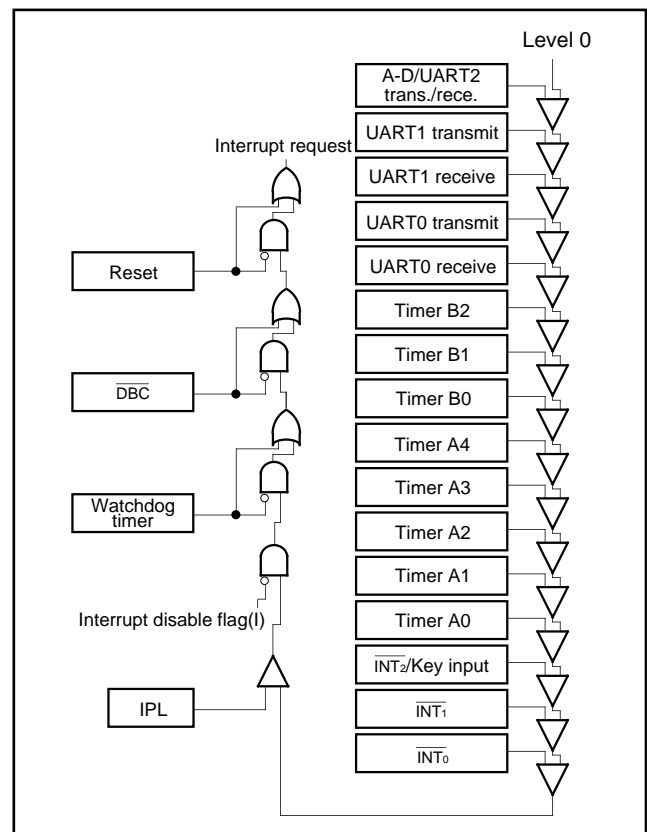 Level 0
A-D/UART2
trans./rece.
UART1 transmit
UART1 receive
UART0 transmit
UART0 receive
Timer B2
Timer B1
Timer B0
Timer A4
Timer A3
Timer A2
Timer A1
Timer A0
INT2/Key input
INT1
INT0
Interrupt request
Reset
DBC
Watchdog
timer
Interrupt disable flag(I)
IPL